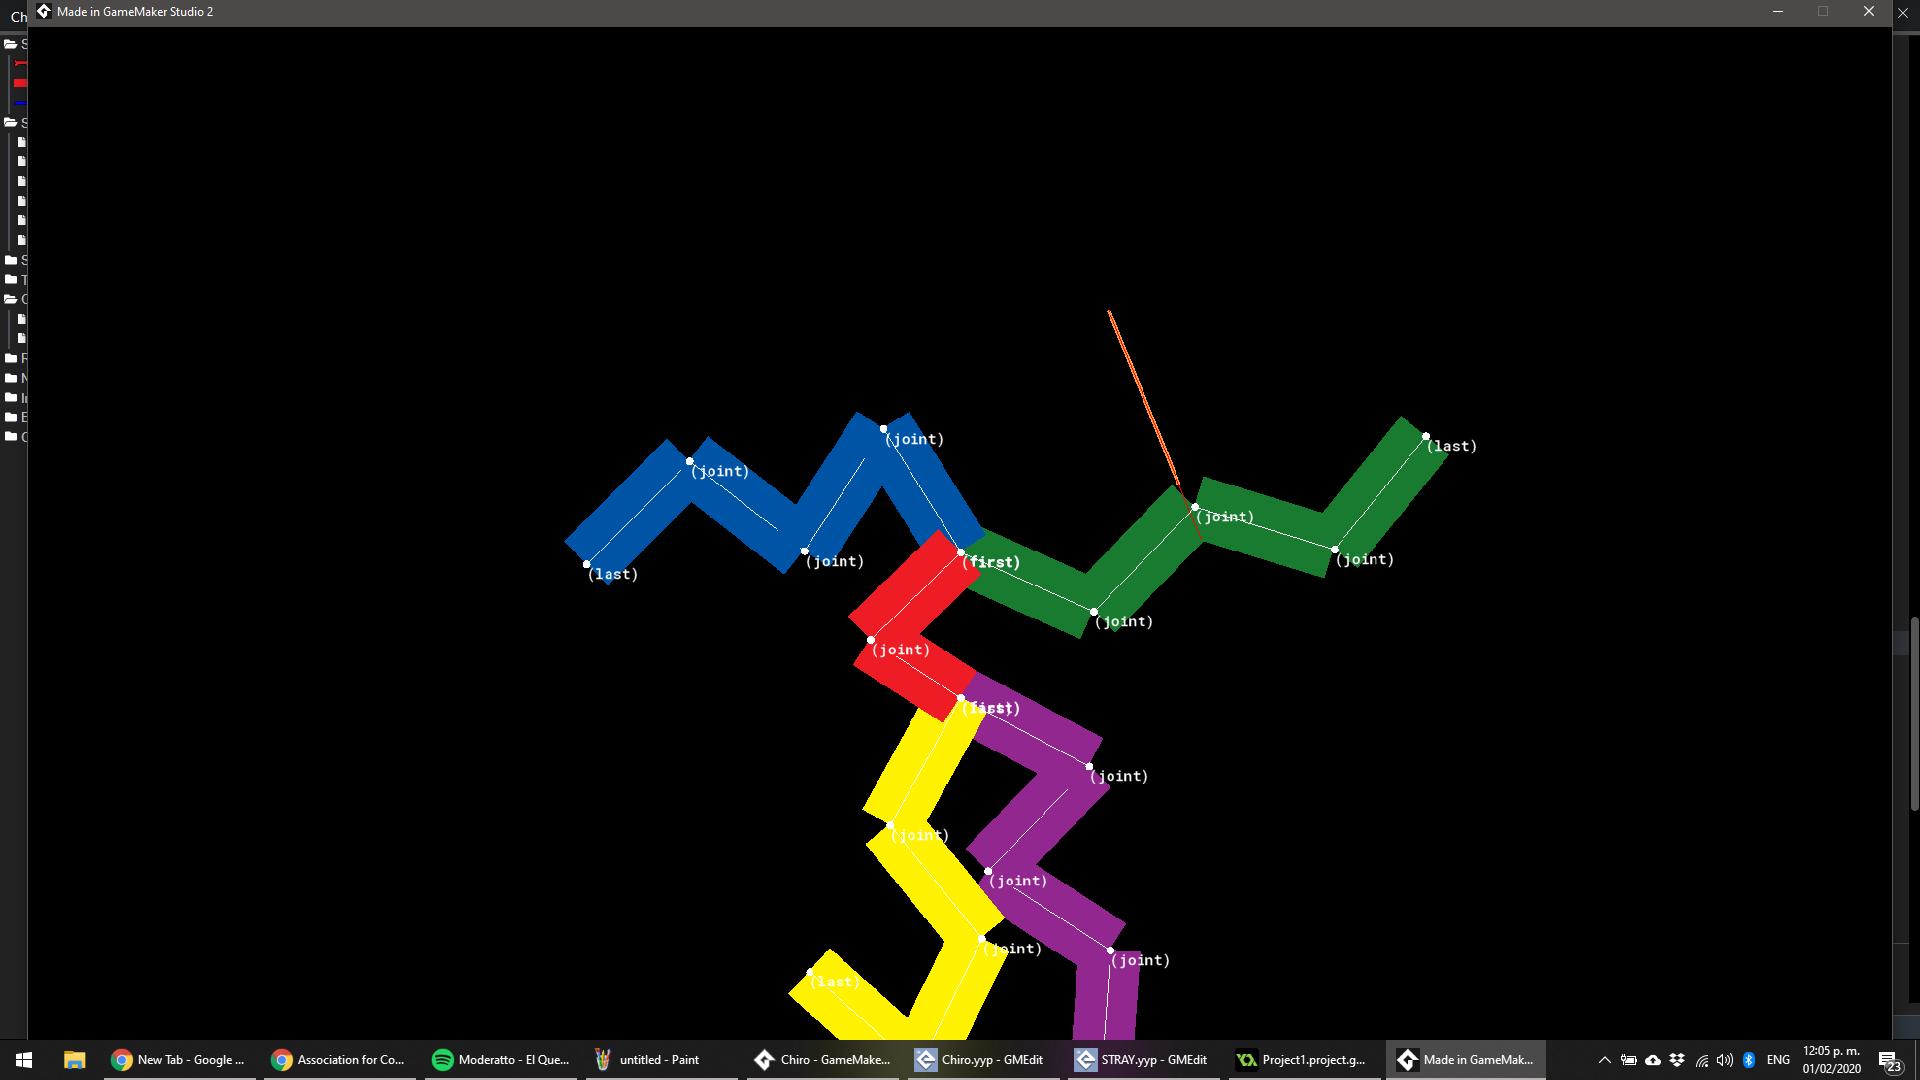 Ch
Made in GameMaker Studio 2
(joint)
(last)
(joint)
(joint)
(joint)
(joint)
(last)
(first)
(joint)
(joint)
(joint)
(joint)
(joint)
(joint)
(joint)
(joint)
(last)
New Tab - Google ...
Association for Co...
Moderatto - El Que...
untitled - Paint
Chiro - GameMake...
Chiro.yyp - GMEdit
STRAY.yyp - GMEdit
Project1.project.g...
Made in GameMak...
ENG
12:05 p. m.
01/02/2020
23